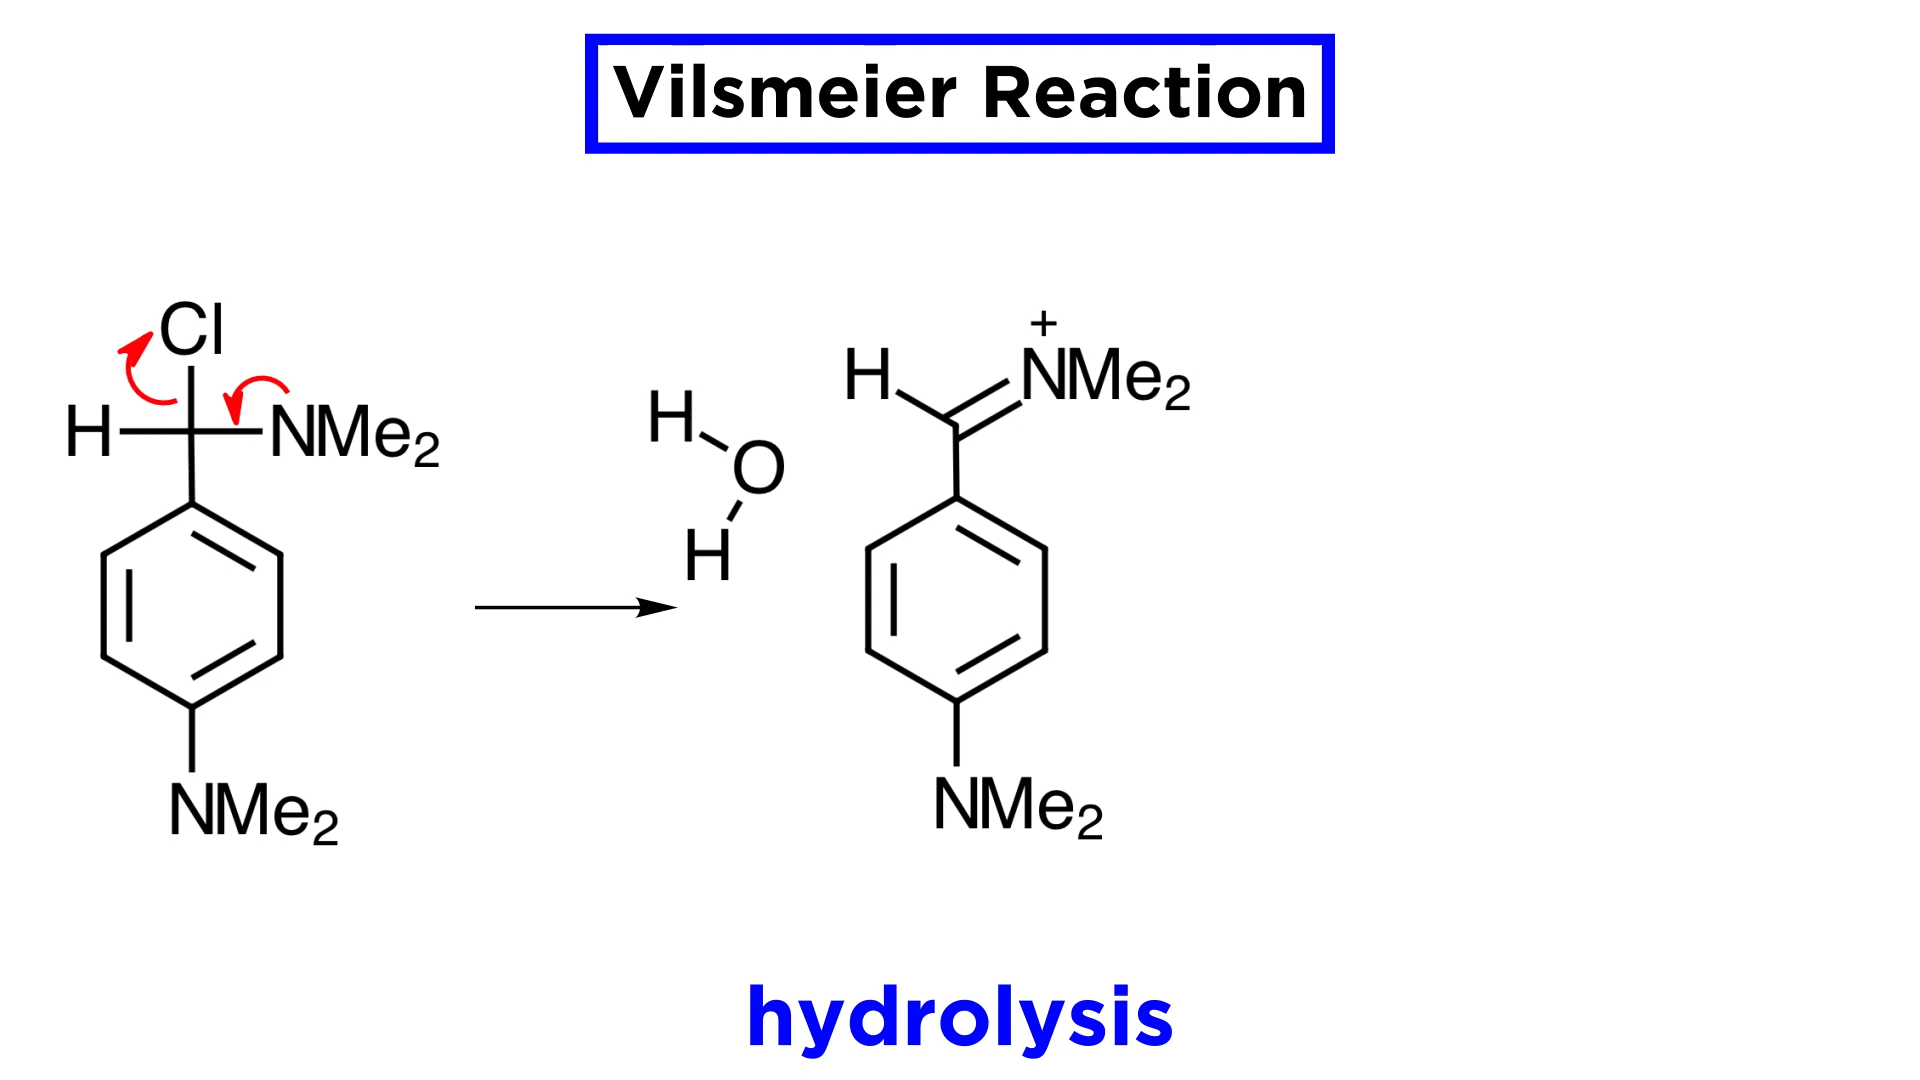 Vilsmeier Reaction
Cl
H NMe₂
NMe₂
H
O
H
+
H NMe₂
NMe₂
hydrolysis